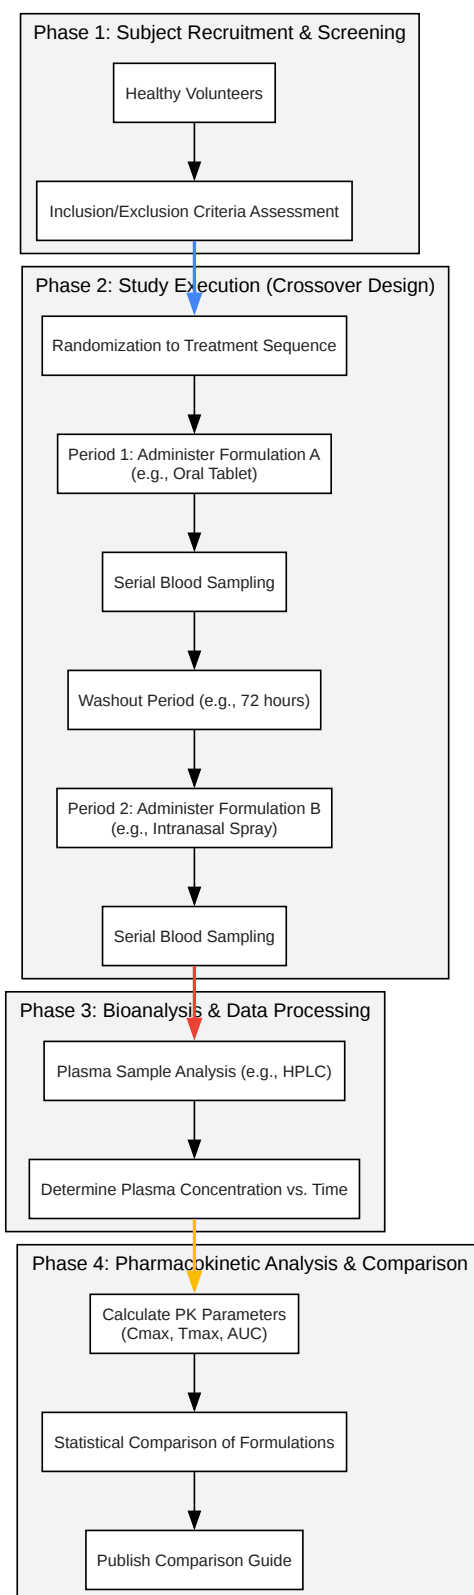 Phase 1: Subject Recruitment & Screening
Healthy Volunteers
Inclusion/Exclusion Criteria Assessment
Phase 2: Study Execution (Crossover Design)
Randomization to Treatment Sequence
Period 1: Administer Formulation A
(e.g., Oral Tablet)
Serial Blood Sampling
Washout Period (e.g., 72 hours)
Period 2: Administer Formulation B
(e.g., Intranasal Spray)
Serial Blood Sampling
Phase 3: Bioanalysis & Data Processing
Plasma Sample Analysis (e.g., HPLC)
Determine Plasma Concentration vs. Time
Phase 4: Pharmacokinetic Analysis & Comparison
Calculate PK Parameters
(Cmax, Tmax, AUC)
Statistical Comparison of Formulations
Publish Comparison Guide